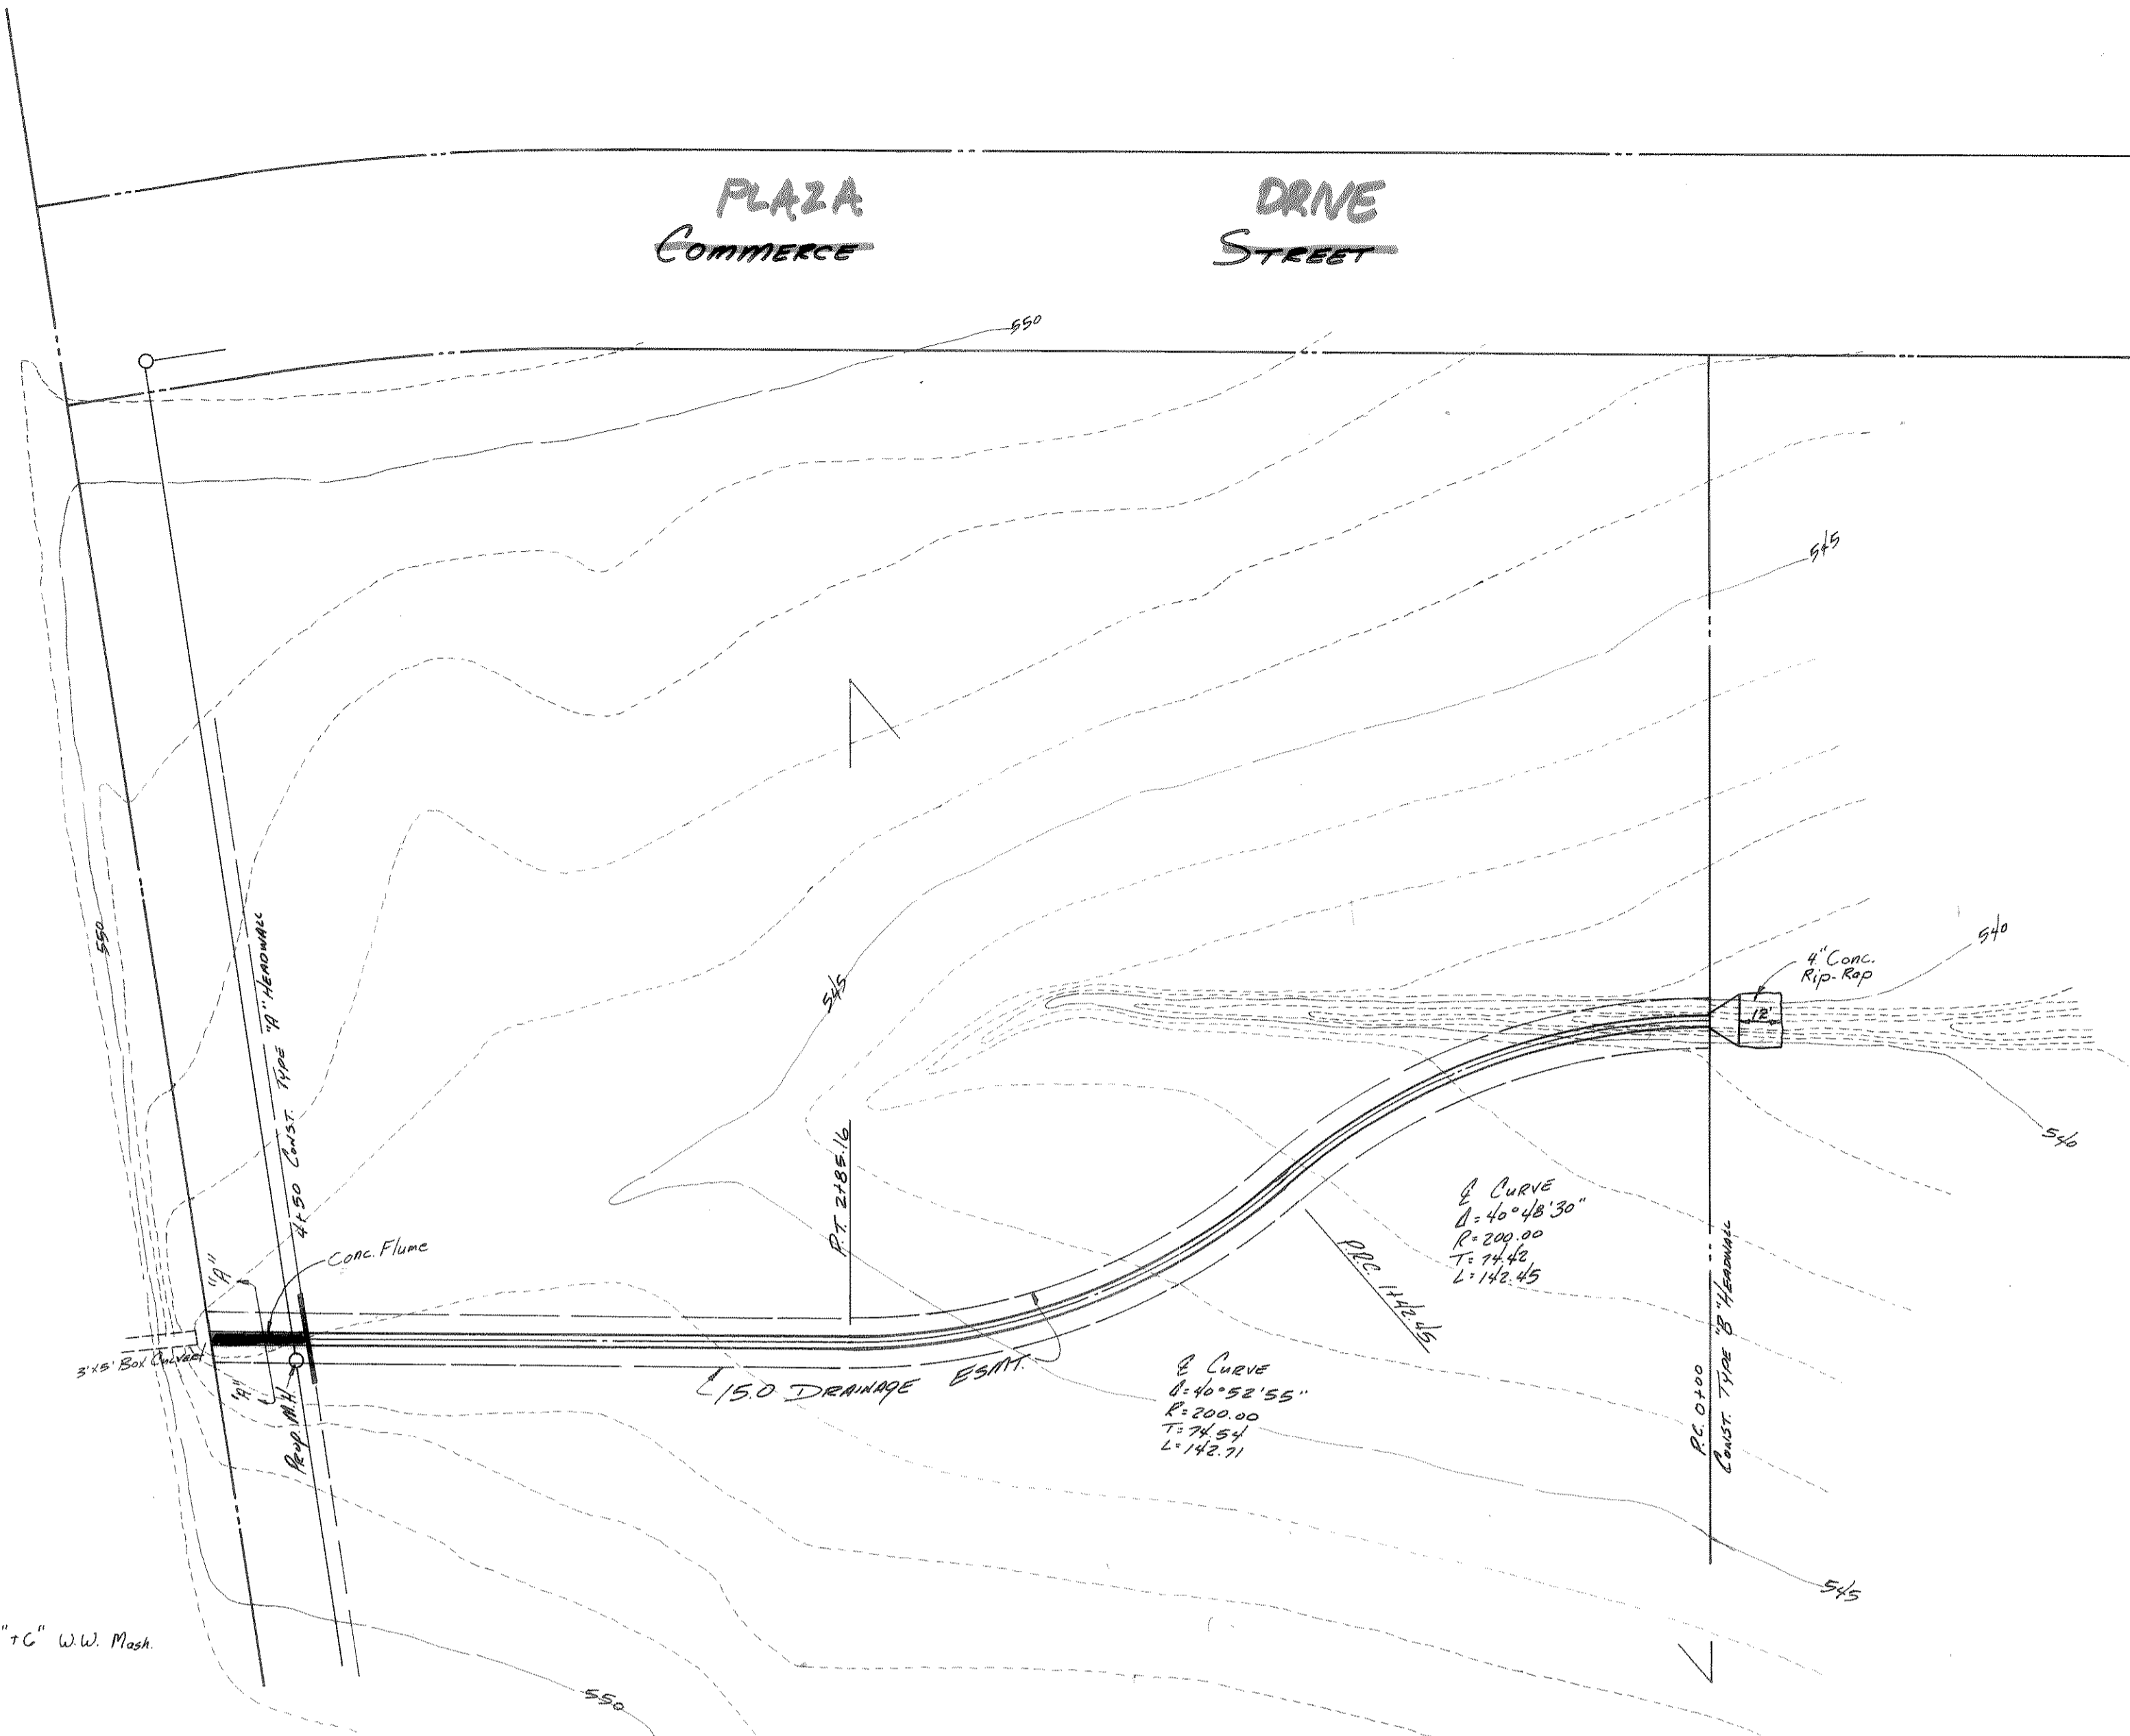 PLAZA DRIVE
COMMERCE STREET
550
545
550
540
4" Conc.
Rip-Rap
12'
545
4+50 CONST. TYPE "A" HEADWALL
P.T. 2+85.16
540
℄ CURVE
Δ=40°48'30"
R=200.00
T=74.42
L=142.45
P.R.C. 1+42.45
Conc. Flume
"A"
3'x5' Box Culvert
"A"
Prop. M.H.
15.0 DRAINAGE ESMT.
℄ CURVE
Δ=40°52'55"
R=200.00
T=74.54
L=142.71
P.C. 0+00
CONST. TYPE "B" HEADWALL
545
"+6" W.W. Mash.
550